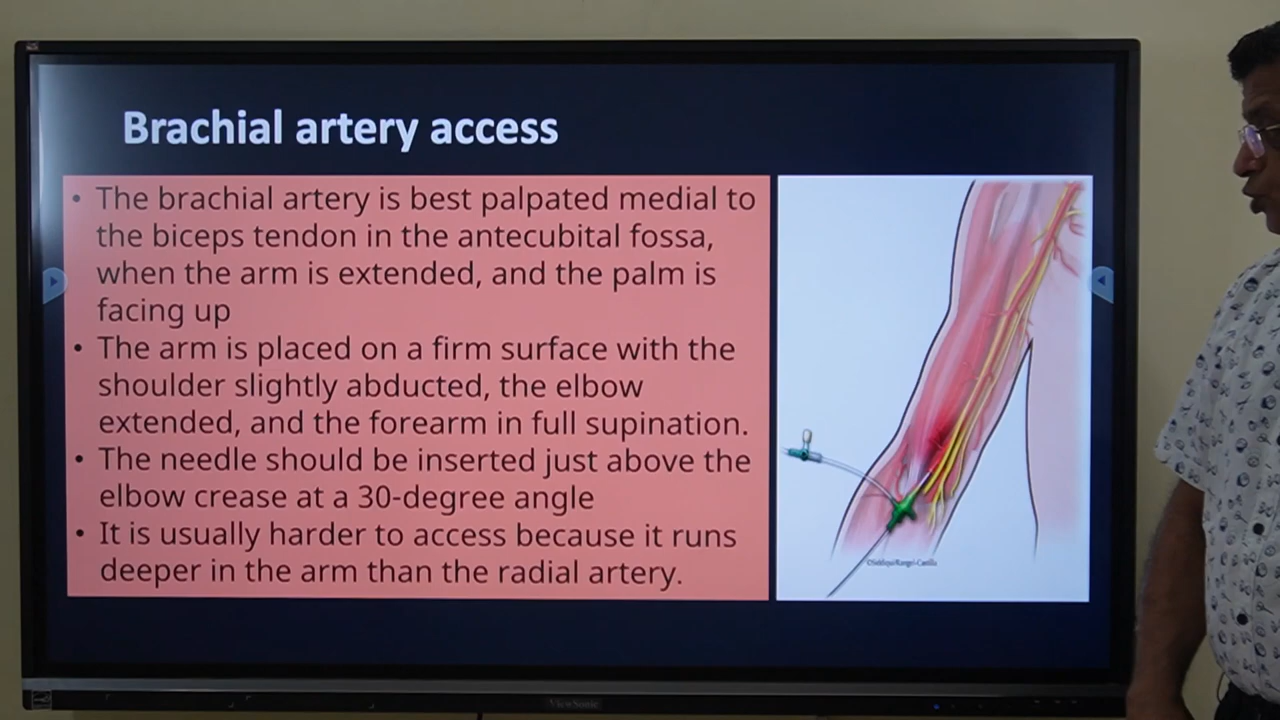 Brachial artery access
• The brachial artery is best palpated medial to
the biceps tendon in the antecubital fossa,
when the arm is extended, and the palm is
facing up
• The arm is placed on a firm surface with the
shoulder slightly abducted, the elbow
extended, and the forearm in full supination.
• The needle should be inserted just above the
elbow crease at a 30-degree angle
• It is usually harder to access because it runs
deeper in the arm than the radial artery.
©Siddiqui/Rangel-Castilla
ViewSonic